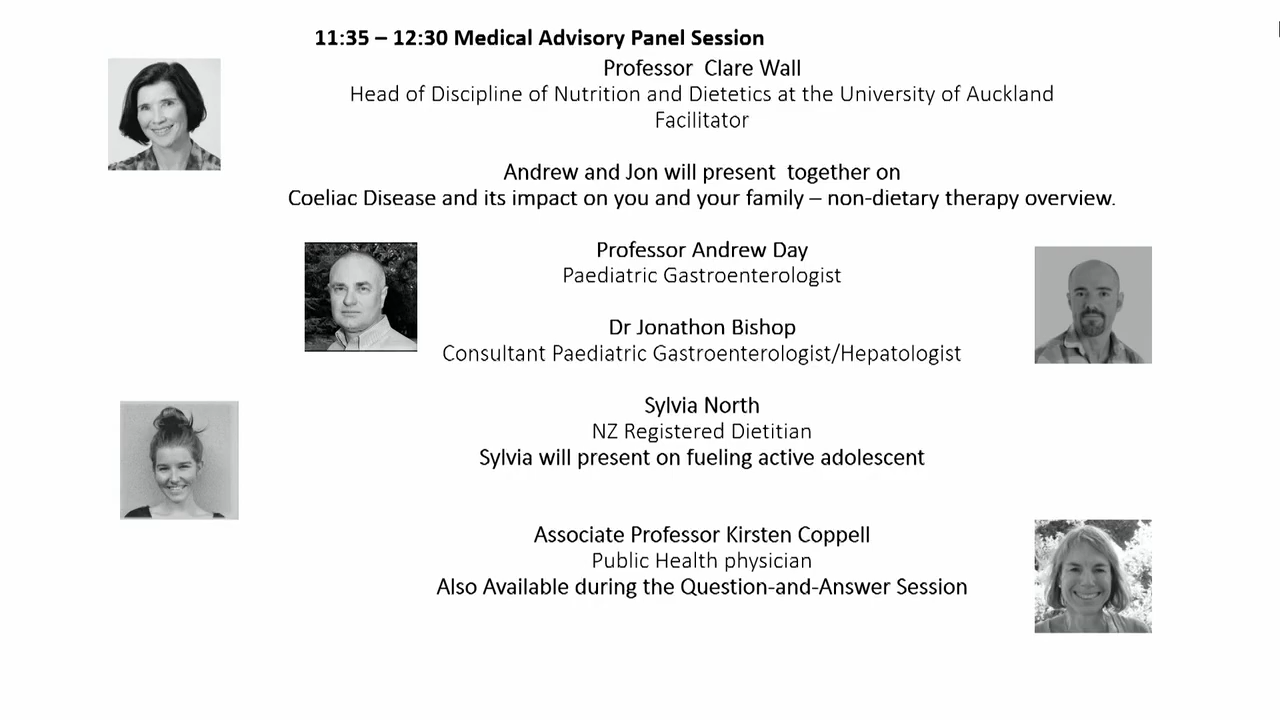 11:35 – 12:30 Medical Advisory Panel Session
Professor Clare Wall
Head of Discipline of Nutrition and Dietetics at the University of Auckland
Facilitator
Andrew and Jon will present together on
Coeliac Disease and its impact on you and your family – non-dietary therapy overview.
Professor Andrew Day
Paediatric Gastroenterologist
Dr Jonathon Bishop
Consultant Paediatric Gastroenterologist/Hepatologist
Sylvia North
NZ Registered Dietitian
Sylvia will present on fueling active adolescent
Associate Professor Kirsten Coppell
Public Health physician
Also Available during the Question-and-Answer Session